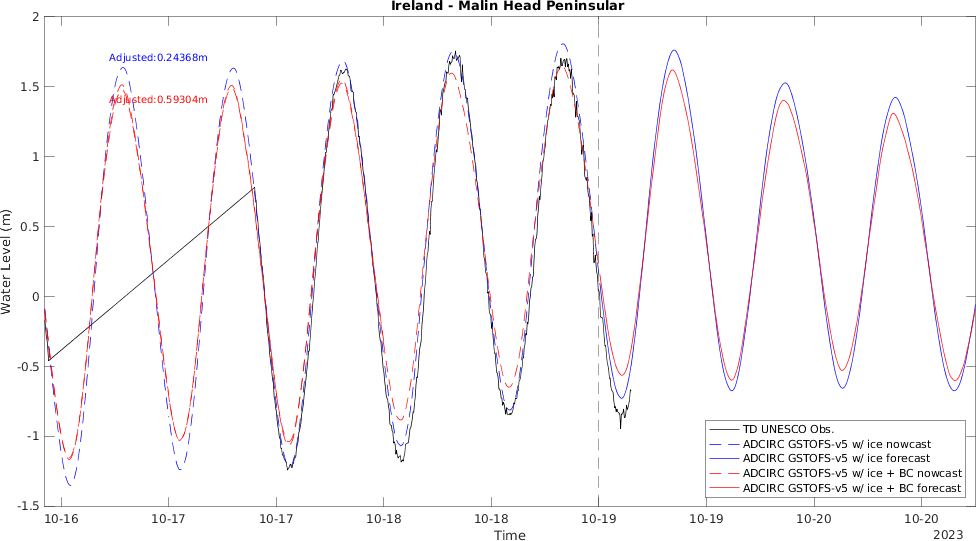 Ireland - Malin Head Peninsular
2
1.5
1
0.5
0
-0.5
-1
-1.5
Water Level (m)
Adjusted:0.24368m
Adjusted:0.59304m
TD UNESCO Obs.
ADCIRC GSTOFS-v5 w/ ice nowcast
ADCIRC GSTOFS-v5 w/ ice forecast
ADCIRC GSTOFS-v5 w/ ice + BC nowcast
ADCIRC GSTOFS-v5 w/ ice + BC forecast
10-16 10-17 10-17 10-18 10-18 10-19 10-19 10-20 10-20
Time
2023